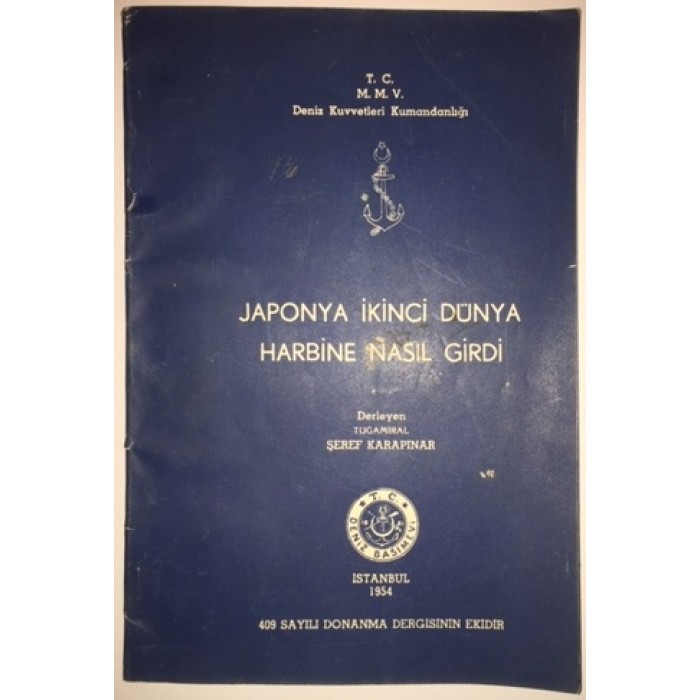 T. C.
M. M. V.
Deniz Kuvvetleri Kumandanlığı
JAPONYA İKİNCİ DÜNYA
HARBİNE NASIL GİRDİ
Derleyen
TUĞAMİRAL
ŞEREF KARAPINAR
T. C.
DENİZ BASIMEVİ
İSTANBUL
1954
409 SAYILI DONANMA DERGİSİNİN EKİDİR